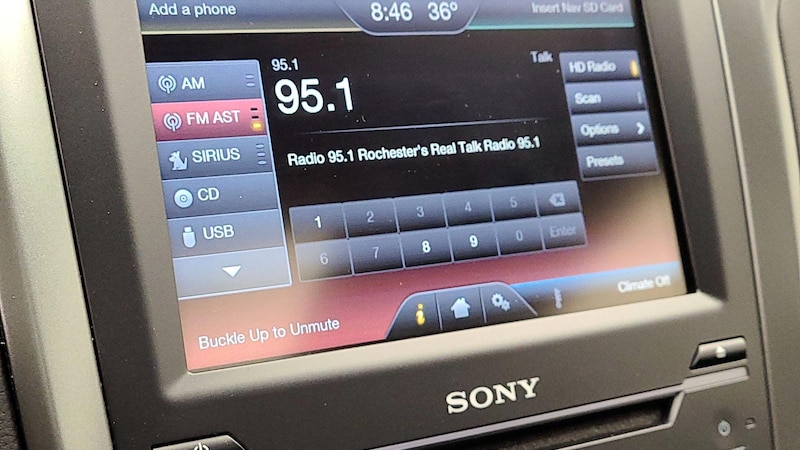 Add a phone
8:46 36°
Insert Nav SD Card
AM
FM AST
SIRIUS
CD
USB
95.1
Talk
95.1
Radio 95.1 Rochester's Real Talk Radio 95.1
HD Radio
Scan
Options
Presets
1 2 3 4 5
6 7 8 9 0 Enter
Buckle Up to Unmute
i
Climate Off
SONY